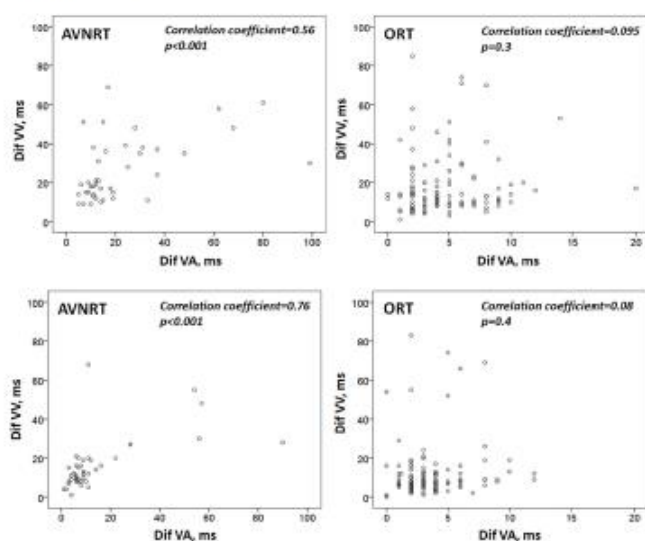 AVNRT
Correlation coefficient=0.56
p<0.001
100
80
60
40
20
0
Dif VV, ms
0 20 40 60 80 100
Dif VA, ms
ORT
Correlation coefficient=0.095
p=0.3
100
80
60
40
20
0
Dif VV, ms
0 5 10 15 20
Dif VA, ms
AVNRT
Correlation coefficient=0.76
p<0.001
100
80
60
40
20
0
Dif VV, ms
0 20 40 60 80 100
Dif VA, ms
ORT
Correlation coefficient=0.08
p=0.4
100
80
60
40
20
0
Dif VV, ms
0 5 10 15 20
Dif VA, ms